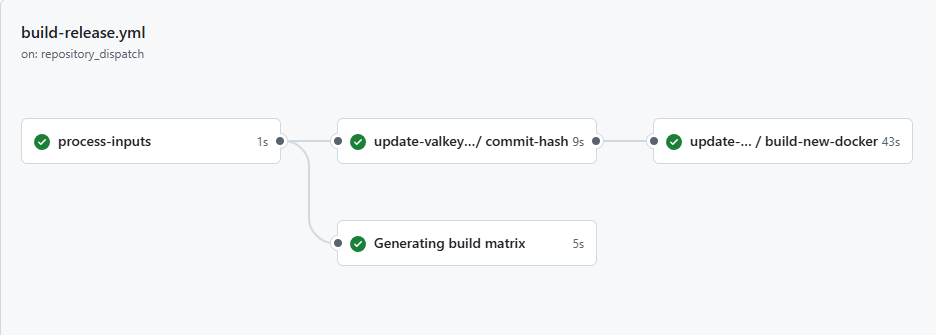 build-release.yml
on: repository_dispatch
process-inputs 1s
update-valkey.../ commit-hash 9s
update-... / build-new-docker 43s
Generating build matrix 5s